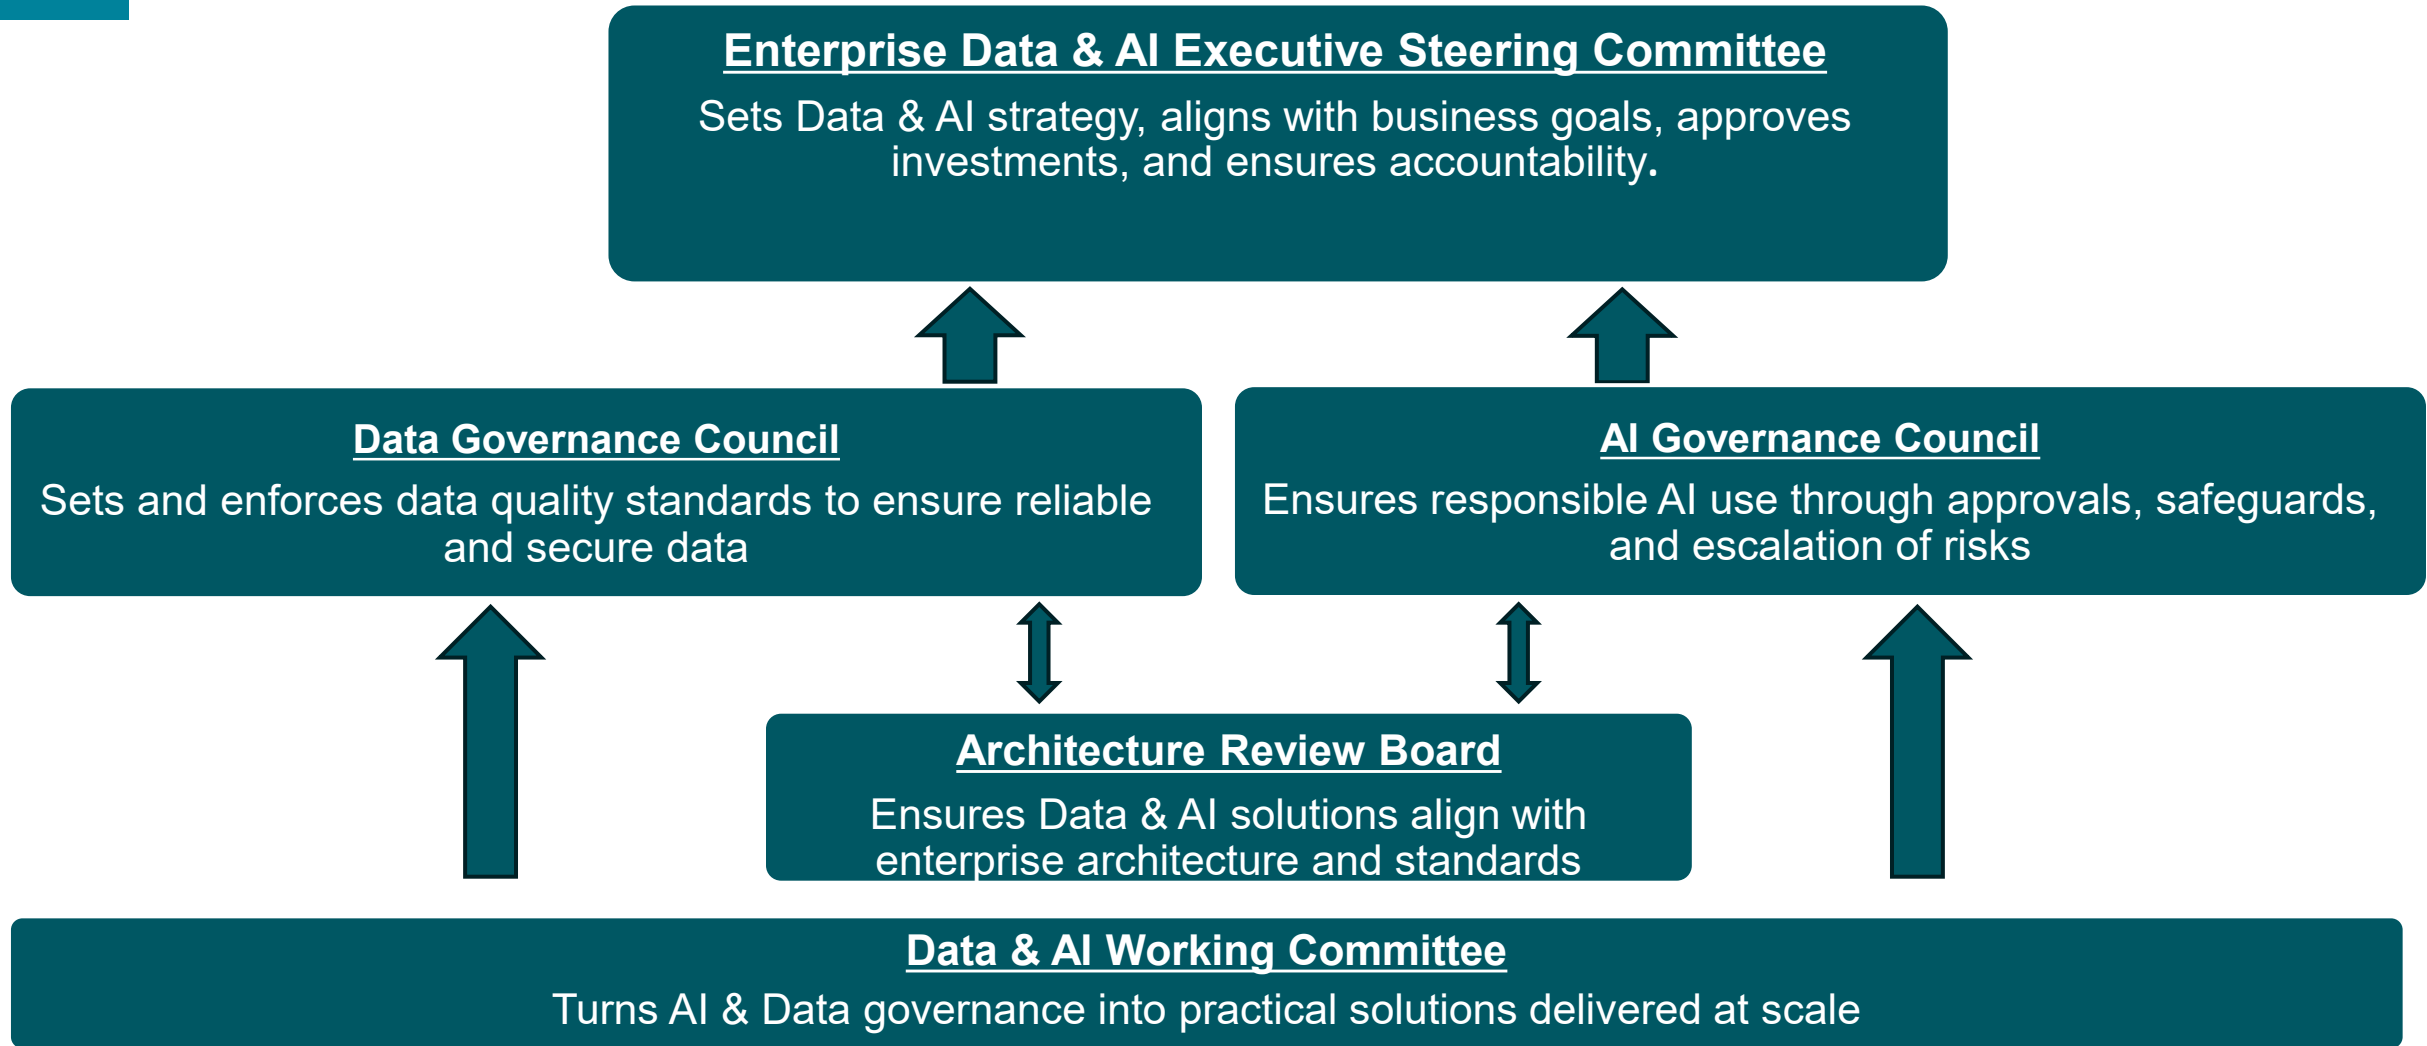 Enterprise Data & AI Executive Steering Committee
Sets Data & AI strategy, aligns with business goals, approves
investments, and ensures accountability.
Data Governance Council
Sets and enforces data quality standards to ensure reliable
and secure data
AI Governance Council
Ensures responsible AI use through approvals, safeguards,
and escalation of risks
Architecture Review Board
Ensures Data & AI solutions align with
enterprise architecture and standards
Data & AI Working Committee
Turns AI & Data governance into practical solutions delivered at scale